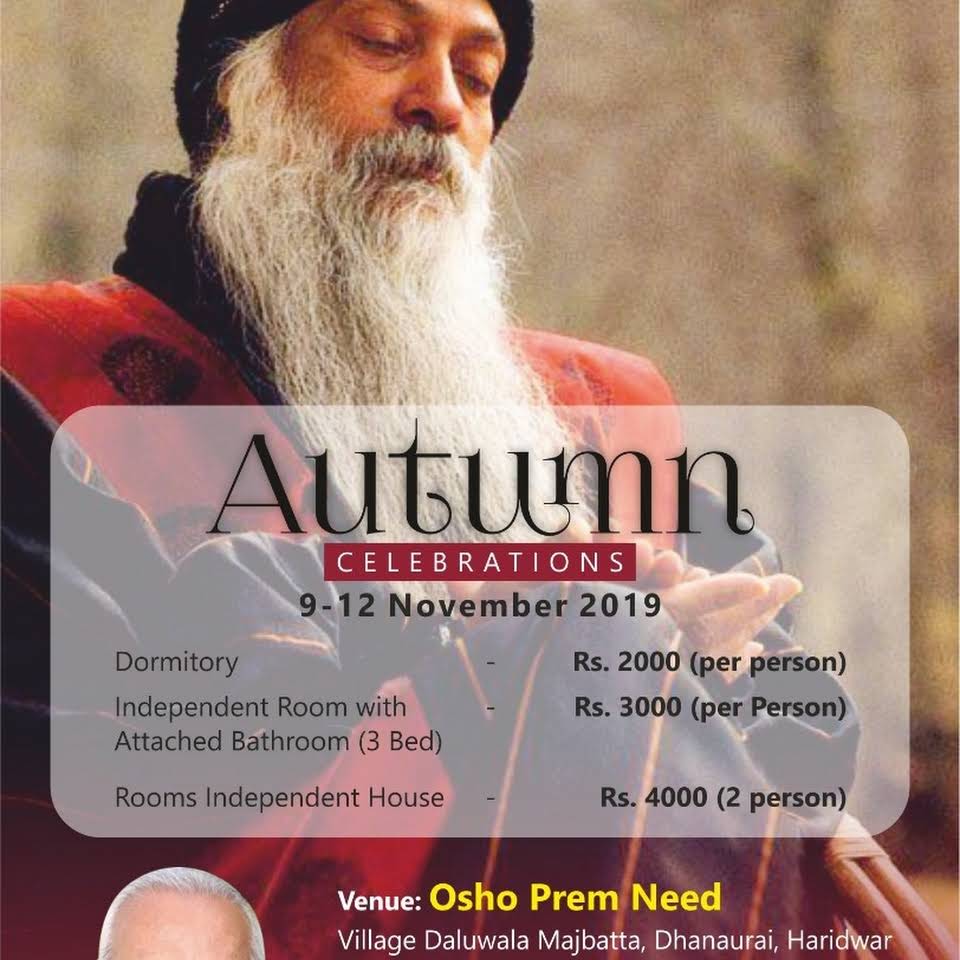 Autumn
CELEBRATIONS
9-12 November 2019
Dormitory - Rs. 2000 (per person)
Independent Room with - Rs. 3000 (per Person)
Attached Bathroom (3 Bed)
Rooms Independent House - Rs. 4000 (2 person)
Venue: Osho Prem Need
Village Daluwala Majbatta, Dhanaurai, Haridwar